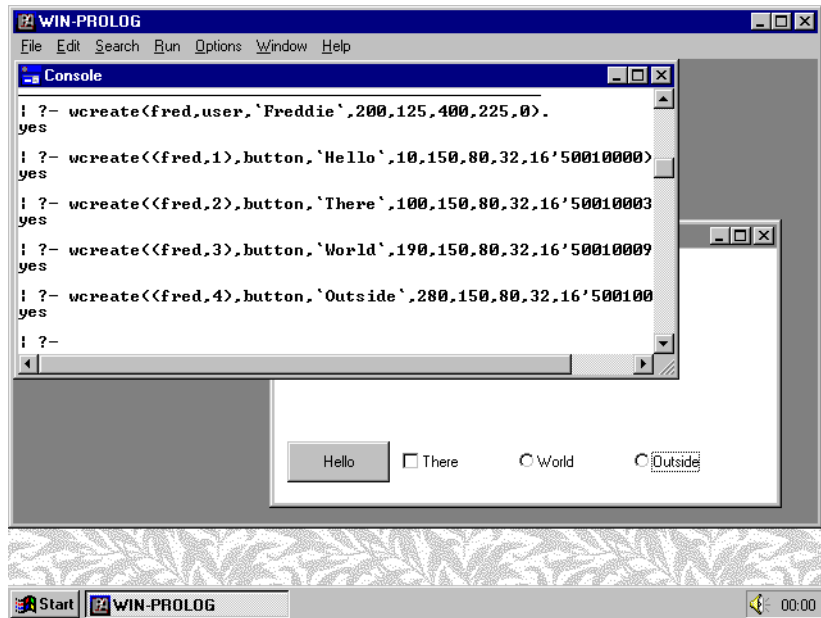 WIN-PROLOG
File Edit Search Run Options Window Help
Console
| ?- wcreate(fred,user,`Freddie`,200,125,400,225,0).
yes
| ?- wcreate((fred,1),button,`Hello`,10,150,80,32,16'50010000)
yes
| ?- wcreate((fred,2),button,`There`,100,150,80,32,16'50010003
yes
| ?- wcreate((fred,3),button,`World`,190,150,80,32,16'50010009
yes
| ?- wcreate((fred,4),button,`Outside`,280,150,80,32,16'500100
yes
| ?-
Hello There World Outside
Start WIN-PROLOG 00:00